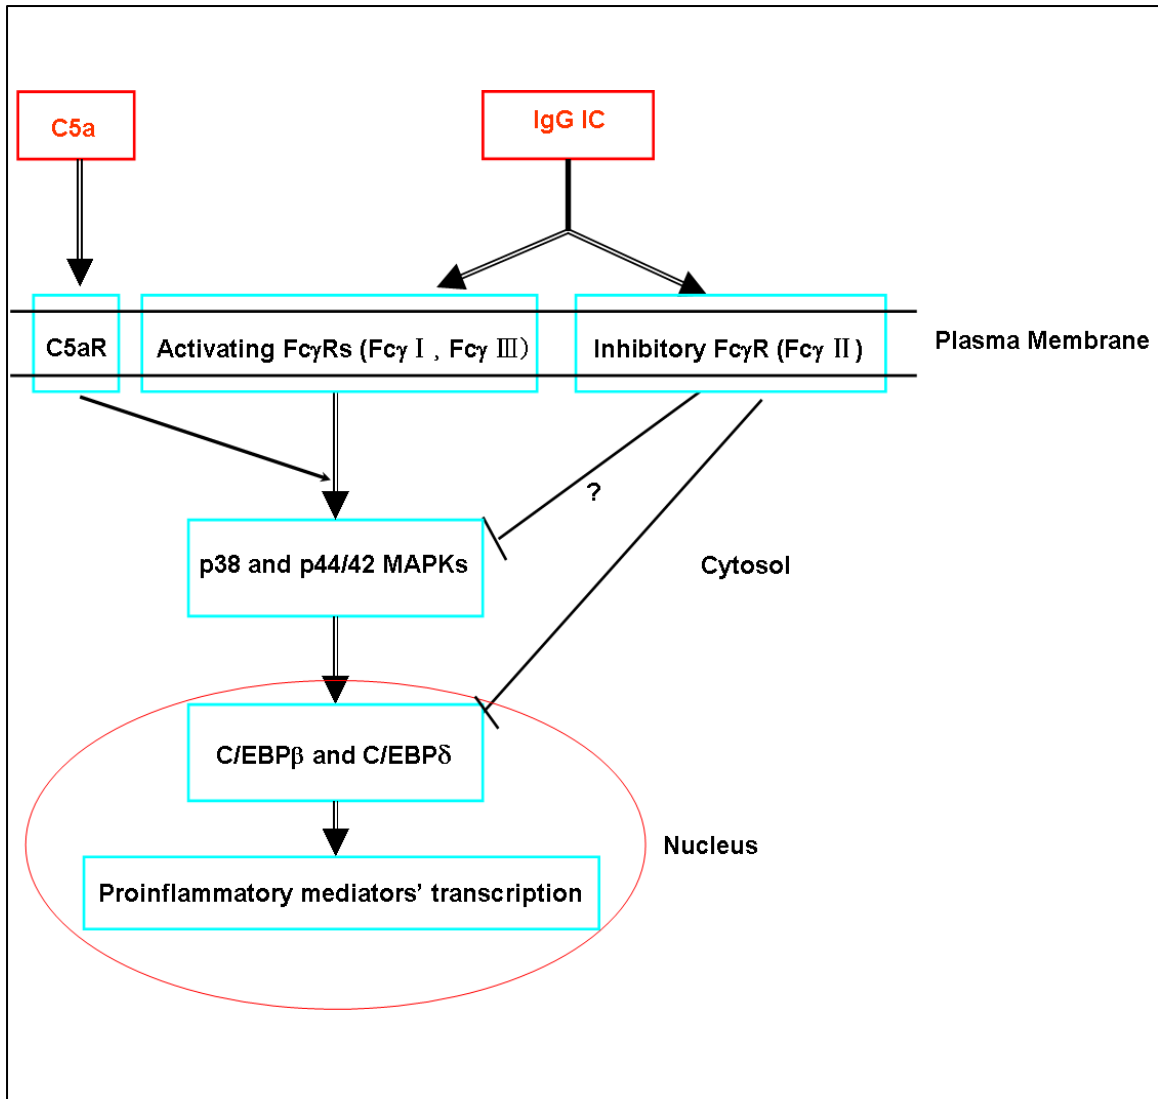 C5a
IgG IC
C5aR
Activating FcγRs (Fcγ Ⅰ , Fcγ Ⅲ)
Inhibitory FcγR (Fcγ Ⅱ)
Plasma Membrane
?
p38 and p44/42 MAPKs
Cytosol
C/EBPβ and C/EBPδ
Nucleus
Proinflammatory mediators’ transcription